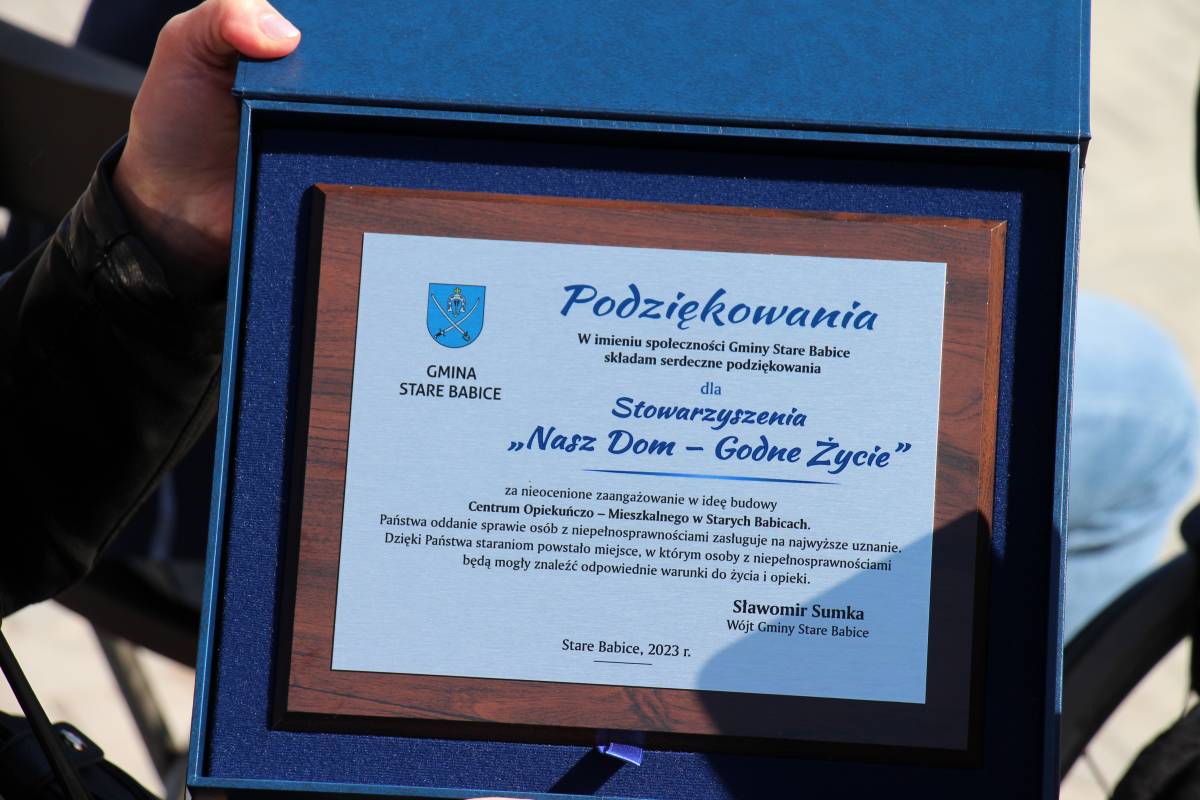 GMINA
STARE BABICE
Podziękowania
W imieniu społeczności Gminy Stare Babice
składam serdeczne podziękowania
dla
Stowarzyszenia
„Nasz Dom – Godne Życie”
za nieocenione zaangażowanie w ideę budowy
Centrum Opiekuńczo – Mieszkalnego w Starych Babicach.
Państwa oddanie sprawie osób z niepełnosprawnościami zasługuje na najwyższe uznanie.
Dzięki Państwa staraniom powstało miejsce, w którym osoby z niepełnosprawnościami
będą mogły znaleźć odpowiednie warunki do życia i opieki.
Sławomir Sumka
Wójt Gminy Stare Babice
Stare Babice, 2023 r.